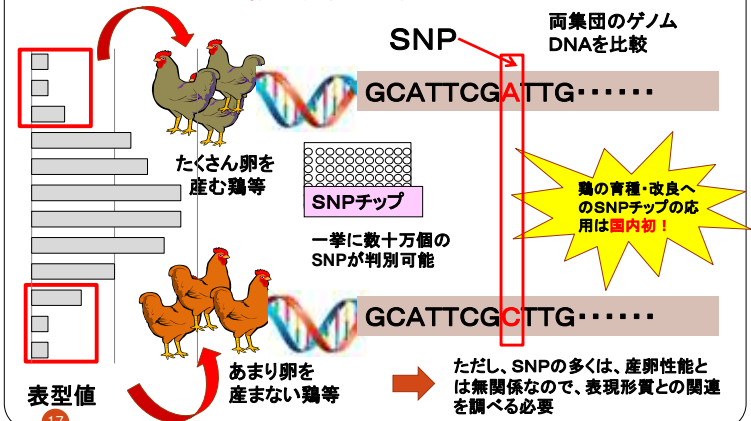 SNP
両集団のゲノム
DNAを比較
GCATTCGATTG・・・・・・
たくさん卵を
産む鶏等
SNPチップ
鶏の育種・改良へ
のSNPチップの応
用は国内初！
一挙に数十万個の
SNPが判別可能
GCATTCGCTTG・・・・・・
あまり卵を
産まない鶏等
ただし、SNPの多くは、産卵性能と
は無関係なので、表現形質との関連
を調べる必要
表型値
17